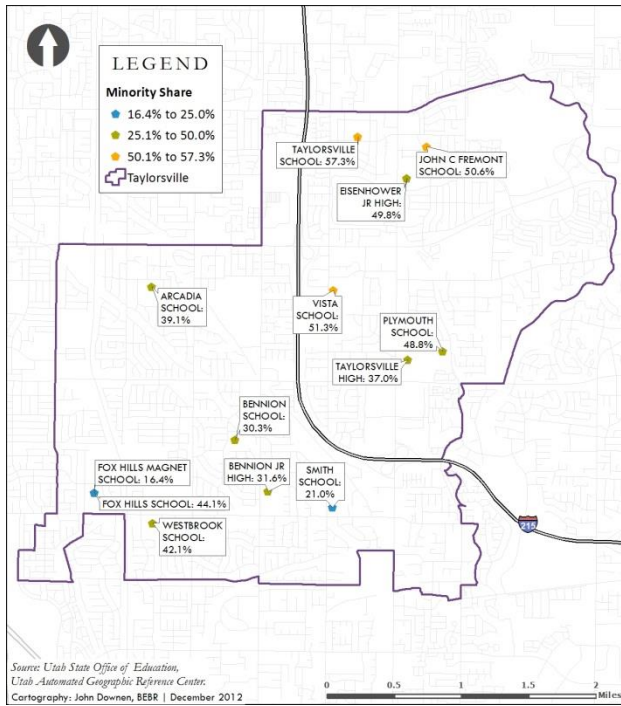 LEGEND
Minority Share
16.4% to 25.0%
25.1% to 50.0%
50.1% to 57.3%
Taylorsville
TAYLORSVILLE
SCHOOL: 57.3%
JOHN C FREMONT
SCHOOL: 50.6%
EISENHOWER
JR HIGH:
49.8%
ARCADIA
SCHOOL:
39.1%
VISTA
SCHOOL:
51.3%
PLYMOUTH
SCHOOL:
48.8%
TAYLORSVILLE
HIGH: 37.0%
BENNION
SCHOOL:
30.3%
FOX HILLS MAGNET
SCHOOL: 16.4%
BENNION JR
HIGH: 31.6%
SMITH
SCHOOL:
21.0%
FOX HILLS SCHOOL: 44.1%
WESTBROOK
SCHOOL:
42.1%
215
Source: Utah State Office of Education,
Utah Automated Geographic Reference Center.
Cartography: John Downen, BEBR | December 2012
0 0.5 1 1.5 2
Miles